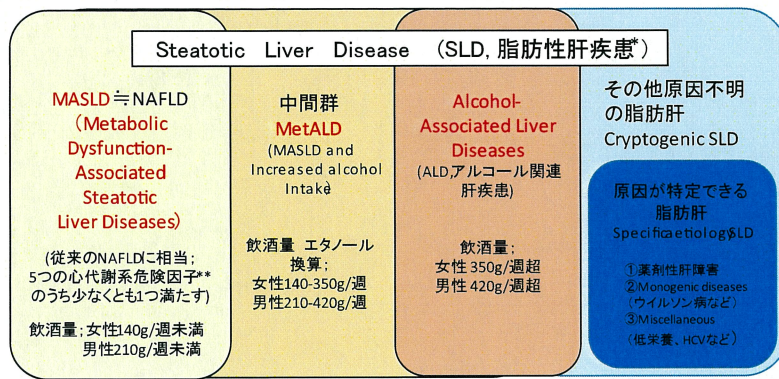 Steatotic Liver Disease (SLD, 脂肪性肝疾患*)
MASLD≒NAFLD
(Metabolic
Dysfunction-
Associated
Steatotic
Liver Diseases)
(従来のNAFLDに相当;
5つの心代謝系危険因子**
のうち少なくとも1つ満たす)
飲酒量;女性140g/週未満
男性210g/週未満
中間群
MetALD
(MASLD and
Increased alcohol
Intake)
飲酒量 エタノール
換算;
女性140-350g/週
男性210-420g/週
Alcohol-
Associated Liver
Diseases
(ALD,アルコール関連
肝疾患)
飲酒量;
女性350g/週超
男性420g/週超
その他原因不明
の脂肪肝
Cryptogenic SLD
原因が特定できる
脂肪肝
Specific aetiology SLD
①薬剤性肝障害
②Monogenic diseases
(ウイルソン病など)
③Miscellaneous
(低栄養、HCVなど)